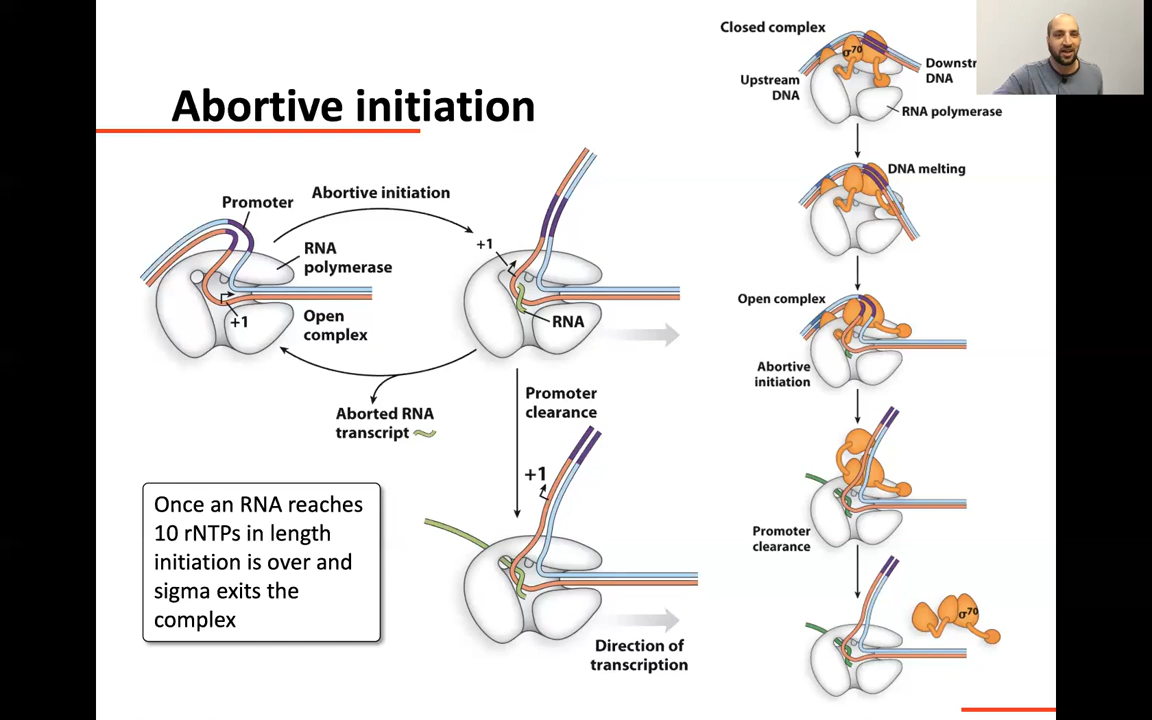 Abortive initiation
Promoter
Abortive initiation
RNA
polymerase
+1
Open
complex
+1
RNA
Aborted RNA
transcript
Promoter
clearance
+1
Direction of
transcription
Once an RNA reaches
10 rNTPs in length
initiation is over and
sigma exits the
complex
Closed complex
σ70
Upstream
DNA
Downstr
DNA
RNA polymerase
DNA melting
Open complex
Abortive
initiation
Promoter
clearance
σ70